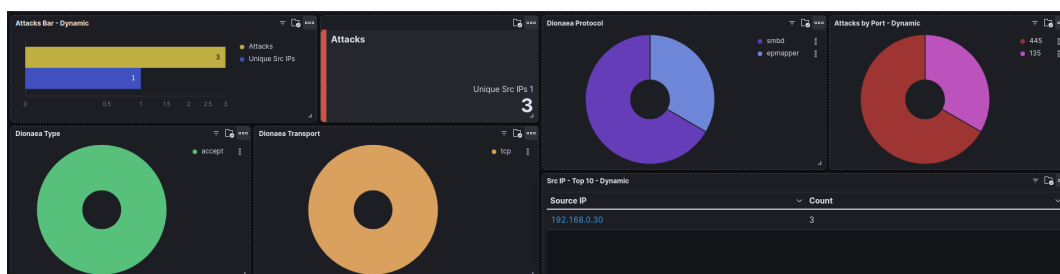 Attacks Bar - Dynamic
Attacks
Unique Src IPs
3
1
0
0.5
1
1.5
2
2.5
3
Attacks
Unique Src IPs 1
3
Dionaea Protocol
smbd
epmapper
Attacks by Port - Dynamic
445
135
Dionaea Type
accept
Dionaea Transport
tcp
Src IP - Top 10 - Dynamic
Source IP Count
192.168.0.30 3